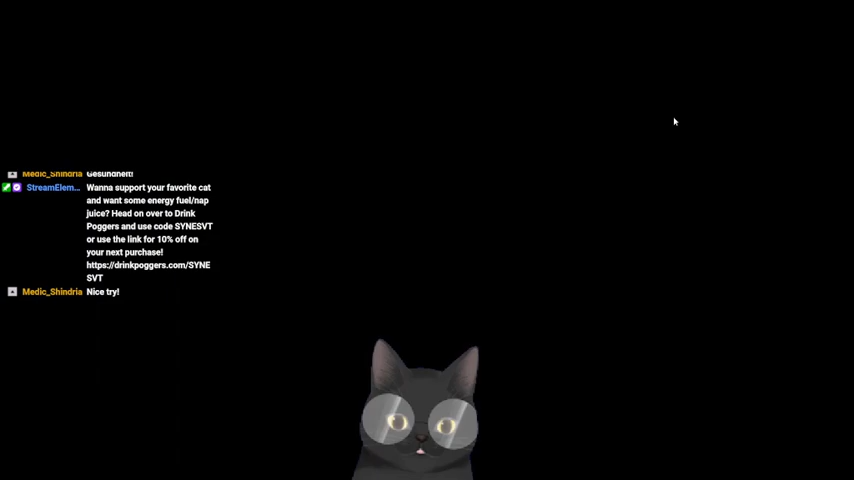 Medic_Shindria Gesundheit!
StreamElem... Wanna support your favorite cat
and want some energy fuel/nap
juice? Head on over to Drink
Poggers and use code SYNESVT
or use the link for 10% off on
your next purchase!
https://drinkpoggers.com/SYNE
SVT
Medic_Shindria Nice try!